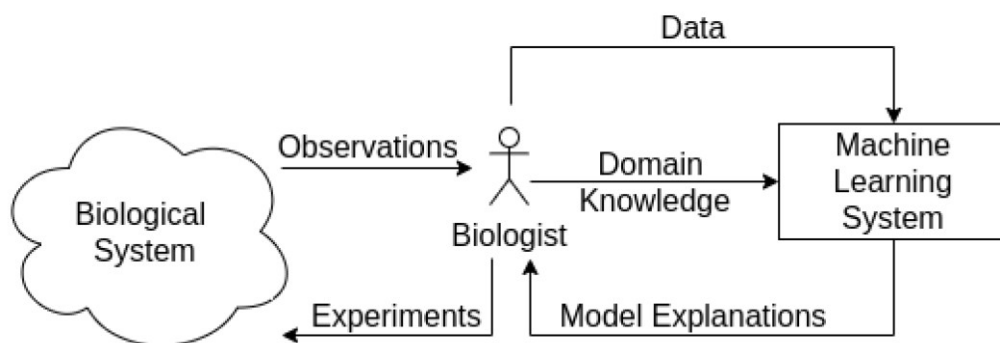 Data
Observations
Biological
System
Biologist
Domain
Knowledge
Machine
Learning
System
Experiments
Model Explanations